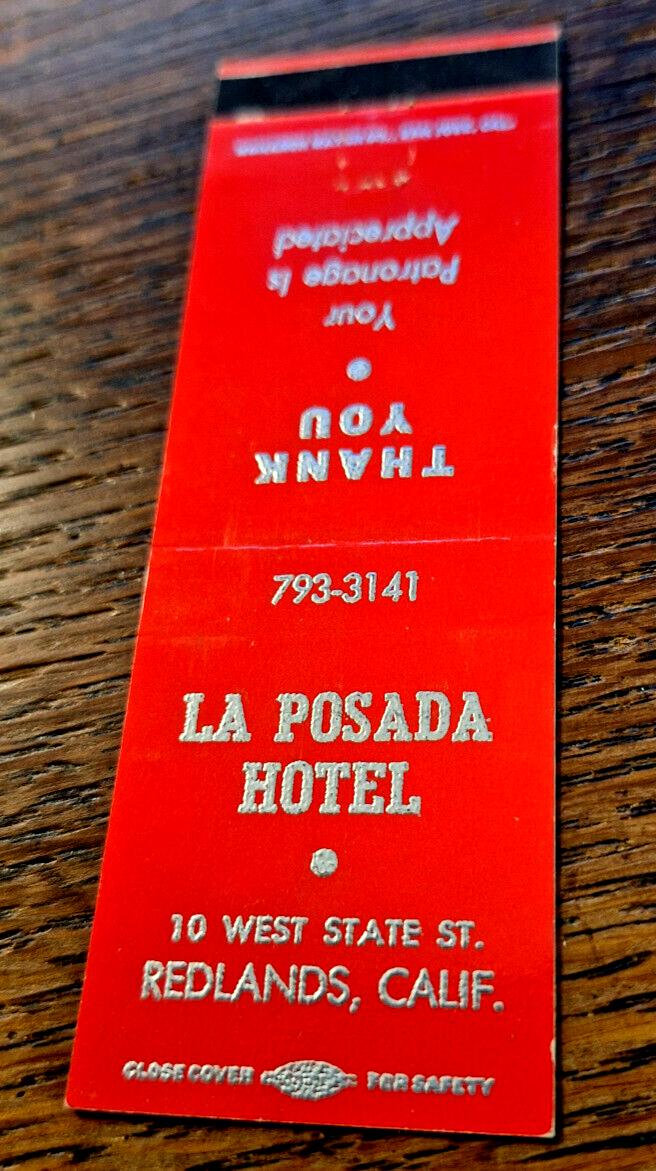 THANK
YOU
Your
Patronage Is
Appreciated
793-3141
LA POSADA
HOTEL
10 WEST STATE ST.
REDLANDS, CALIF.
CLOSE COVER FOR SAFETY